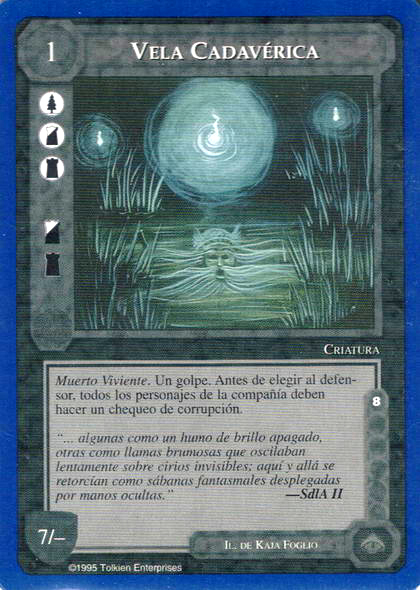 1
VELA CADAVÉRICA
CRIATURA
Muerto Viviente. Un golpe. Antes de elegir al defen-
sor, todos los personajes de la compañía deben
hacer un chequeo de corrupción.
8
“... algunas como un humo de brillo apagado,
otras como llamas brumosas que oscilaban
lentamente sobre cirios invisibles; aquí y allá se
retorcían como sábanas fantasmales desplegadas
por manos ocultas.” —SdlA II
7/–
IL. DE KAJA FOGLIO
©1995 Tolkien Enterprises